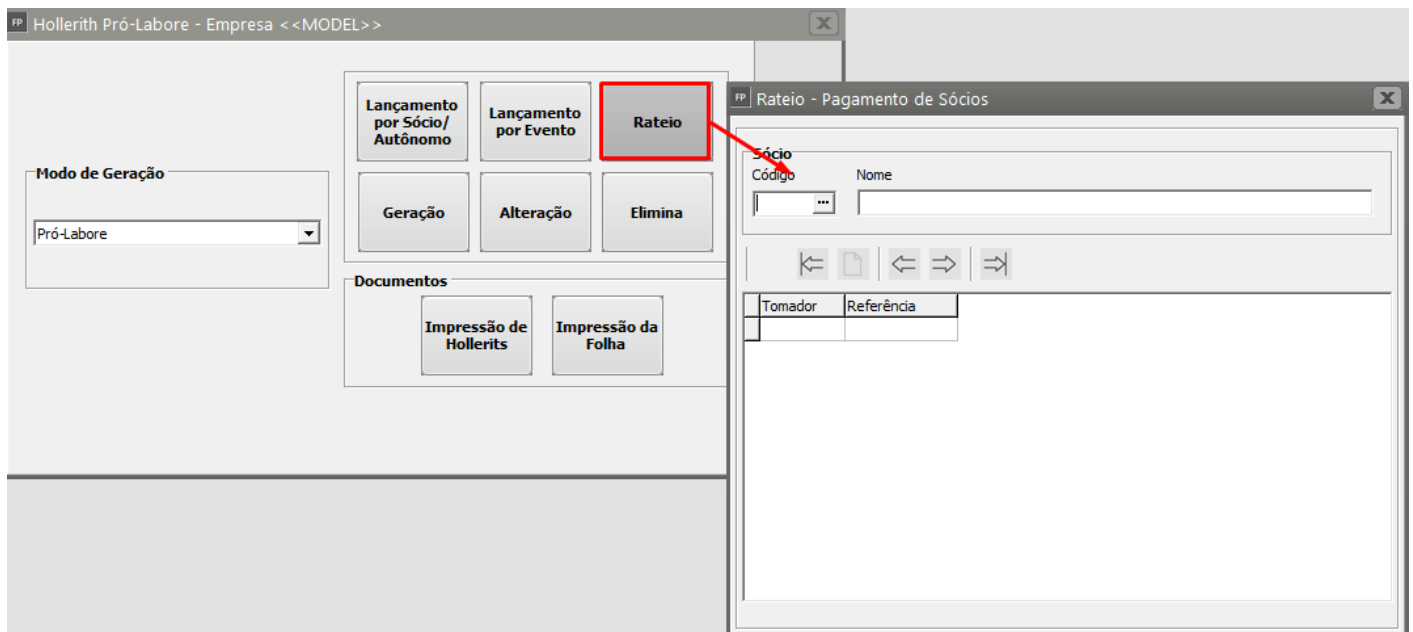 FP Hollerith Pró-Labore - Empresa <<MODEL>>
Modo de Geração
Pró-Labore
Lançamento
por Sócio/
Autônomo
Lançamento
por Evento
Rateio
Geração
Alteração
Elimina
Documentos
Impressão de
Hollerits
Impressão da
Folha
FP Rateio - Pagamento de Sócios
Sócio
Código
Nome
...
Tomador
Referência